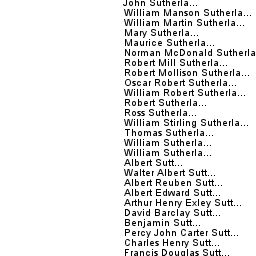 John Sutherla...
William Manson Sutherla...
William Martin Sutherla...
Mary Sutherla...
Maurice Sutherla...
Norman McDonald Sutherla
Robert Mill Sutherla...
Robert Mollison Sutherla...
Oscar Robert Sutherla...
William Robert Sutherla...
Robert Sutherla...
Ross Sutherla...
William Stirling Sutherla...
Thomas Sutherla...
William Sutherla...
William Sutherla...
Albert Sutt...
Walter Albert Sutt...
Albert Reuben Sutt...
Albert Edward Sutt...
Arthur Henry Exley Sutt...
David Barclay Sutt...
Benjamin Sutt...
Percy John Carter Sutt...
Charles Henry Sutt...
Francis Douglas Sutt...